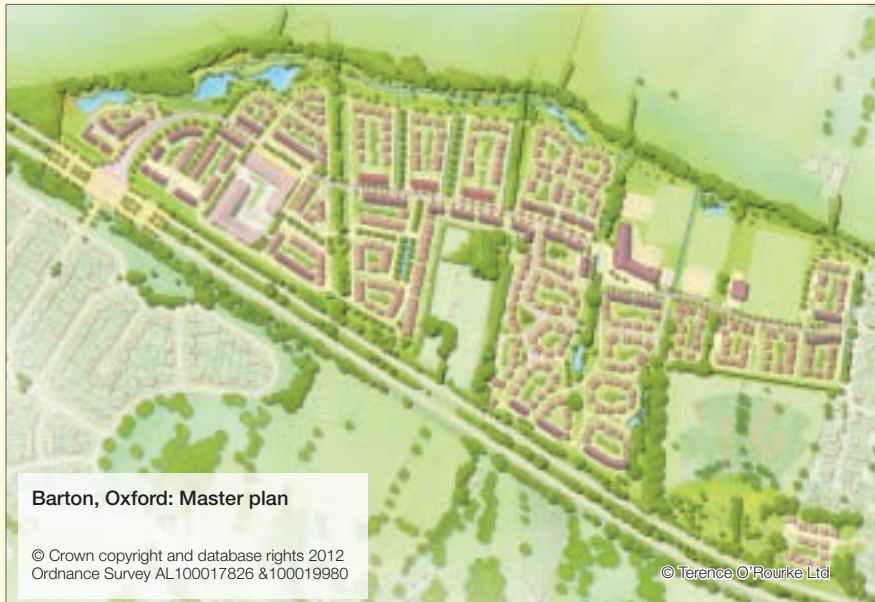 Barton, Oxford: Master plan
© Crown copyright and database rights 2012
Ordnance Survey AL100017826 &100019980
© Terence O'Rourke Ltd